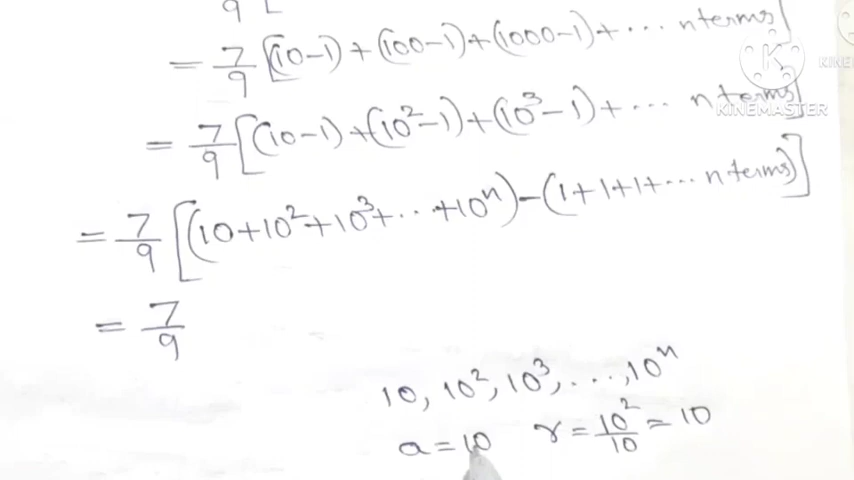 9 [
= 7/9 [(10-1) + (100-1) + (1000-1) + ... n terms]
= 7/9 [(10-1) + (10²-1) + (10³-1) + ... n terms]
= 7/9 [(10+10²+10³+...+10ⁿ) - (1+1+1+... n terms)]
= 7/9
10, 10², 10³, ..., 10ⁿ
a = 10 r = 10²/10 = 10
KINEMASTER
KINE